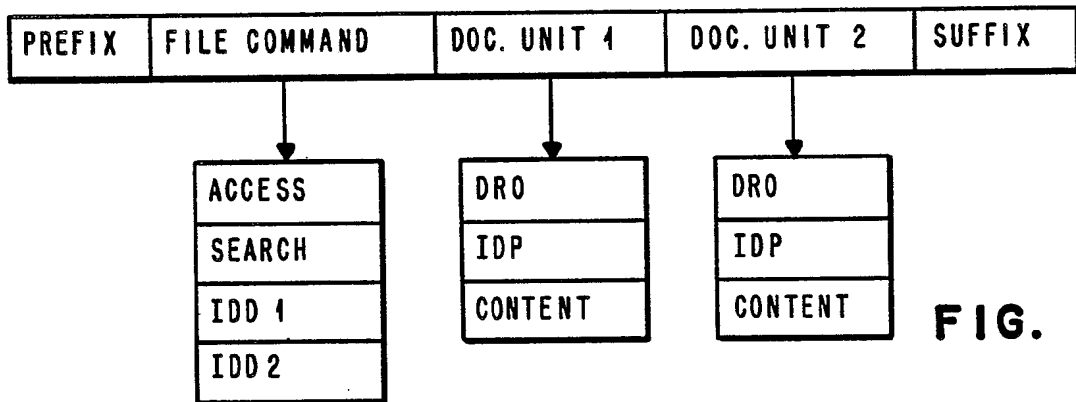 PREFIX FILE COMMAND DOC. UNIT 1 DOC. UNIT 2 SUFFIX
ACCESS
SEARCH
IDD 1
IDD 2
DRO
IDP
CONTENT
DRO
IDP
CONTENT
FIG.